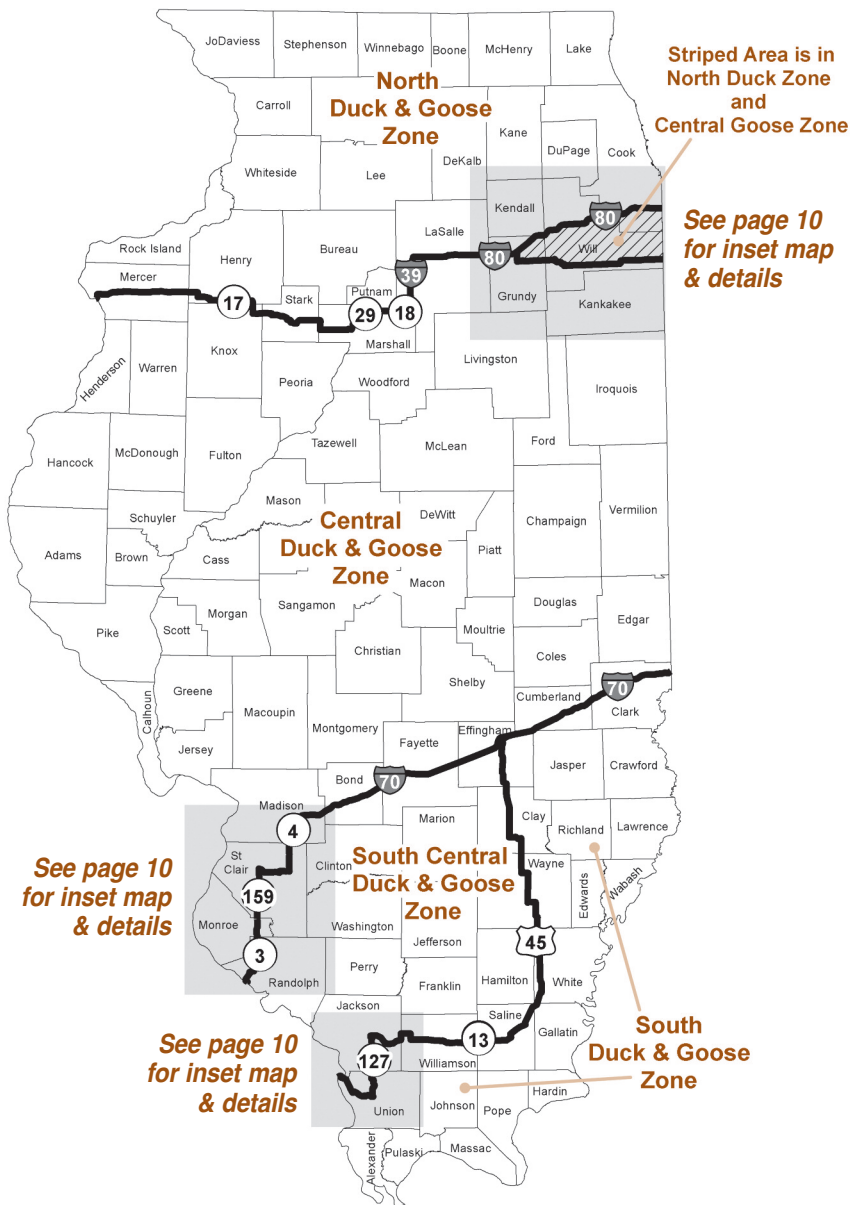 JoDaviess
Stephenson
Winnebago
Boone
McHenry
Lake
Striped Area is in
North Duck Zone
and
Central Goose Zone
North
Duck & Goose
Zone
Carroll
Kane
DuPage
Cook
DeKalb
Lee
Whiteside
Kendall
80
See page 10
for inset map
& details
LaSalle
Bureau
Rock Island
Henry
Will
80
39
Mercer
Putnam
Grundy
Kankakee
17
Stark
29
18
Marshall
Knox
Livingston
Henderson
Warren
Peoria
Woodford
Iroquois
Tazewell
McLean
Ford
Hancock
McDonough
Fulton
Mason
Schuyler
Central
Duck & Goose
Zone
DeWitt
Champaign
Vermilion
Adams
Brown
Cass
Piatt
Macon
Sangamon
Morgan
Douglas
Edgar
Pike
Scott
Christian
Moultrie
Coles
Shelby
Greene
Calhoun
Macoupin
Cumberland
70
Clark
Montgomery
Effingham
Fayette
Jersey
Jasper
Crawford
Bond
70
Madison
4
Marion
Clay
Richland
Lawrence
St
Clair
Clinton
South Central
Duck & Goose
Zone
Wayne
Edwards
Wabash
See page 10
for inset map
& details
159
Monroe
Washington
Jefferson
45
3
Randolph
Perry
Franklin
Hamilton
White
Jackson
Saline
Gallatin
South
Duck & Goose
Zone
See page 10
for inset map
& details
127
13
Williamson
Union
Johnson
Pope
Hardin
Alexander
Pulaski
Massac